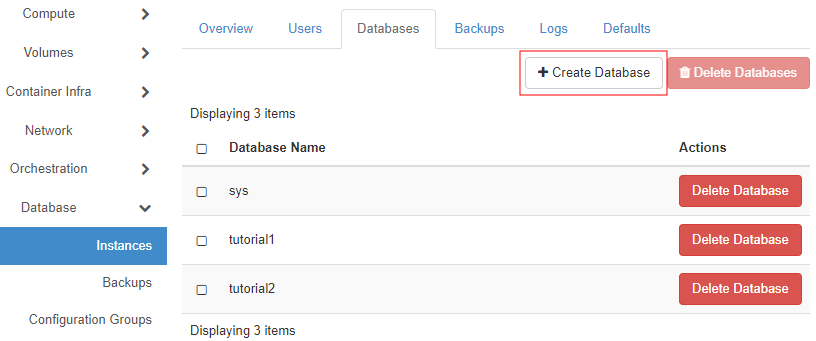 Compute
Volumes
Container Infra
Network
Orchestration
Database
Instances
Backups
Configuration Groups
Overview Users Databases Backups Logs Defaults
Create Database Delete Databases
Displaying 3 items
Database Name Actions
sys Delete Database
tutorial1 Delete Database
tutorial2 Delete Database
Displaying 3 items